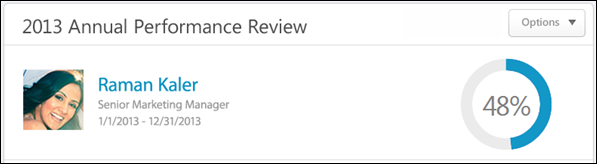 2013 Annual Performance Review
Options
Raman Kaler
Senior Marketing Manager
1/1/2013 - 12/31/2013
48%